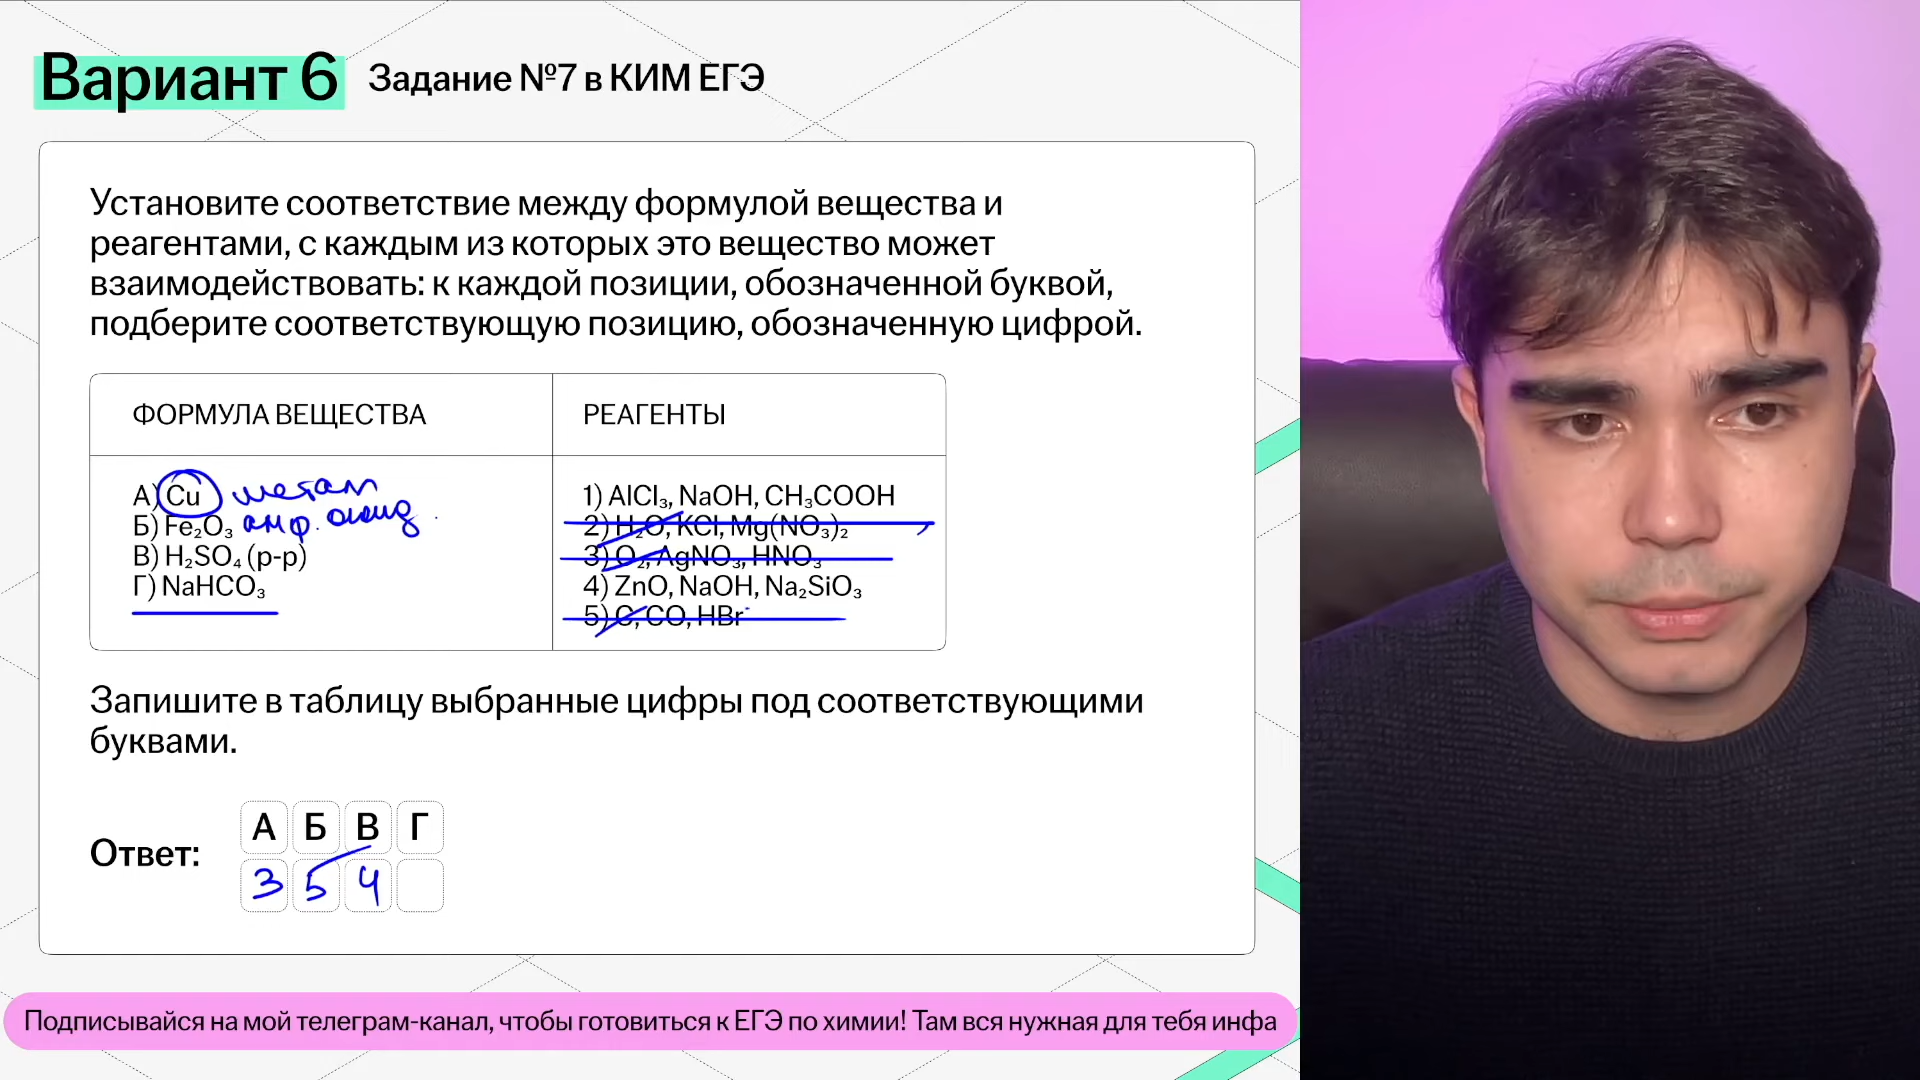 Вариант 6 Задание №7 в КИМ ЕГЭ
Установите соответствие между формулой вещества и
реагентами, с каждым из которых это вещество может
взаимодействовать: к каждой позиции, обозначенной буквой,
подберите соответствующую позицию, обозначенную цифрой.
ФОРМУЛА ВЕЩЕСТВА
А) Cu метал
Б) Fe₂O₃ амф. оксид
В) H₂SO₄ (р-р)
Г) NaHCO₃
РЕАГЕНТЫ
1) AlCl₃, NaOH, CH₃COOH
2) H₂O, KCl, Mg(NO₃)₂
3) O₂, AgNO₃, HNO₃
4) ZnO, NaOH, Na₂SiO₃
5) C, CO, HBr
Запишите в таблицу выбранные цифры под соответствующими
буквами.
Ответ:
А Б В Г
3 5 4
Подписывайся на мой телеграм-канал, чтобы готовиться к ЕГЭ по химии! Там вся нужная для тебя инфа